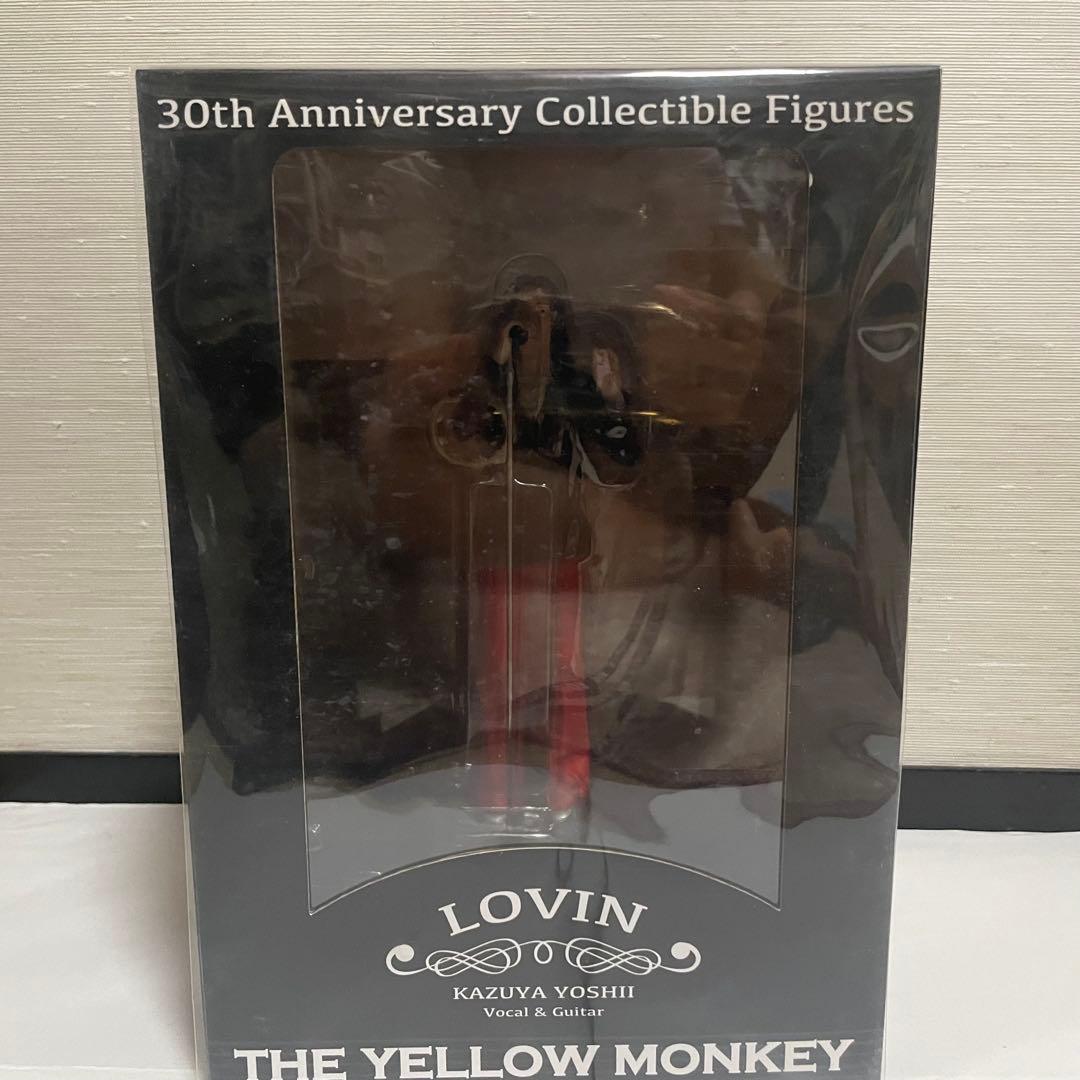 30th Anniversary Collectible Figures
LOVIN
KAZUYA YOSHII
Vocal & Guitar
THE YELLOW MONKEY